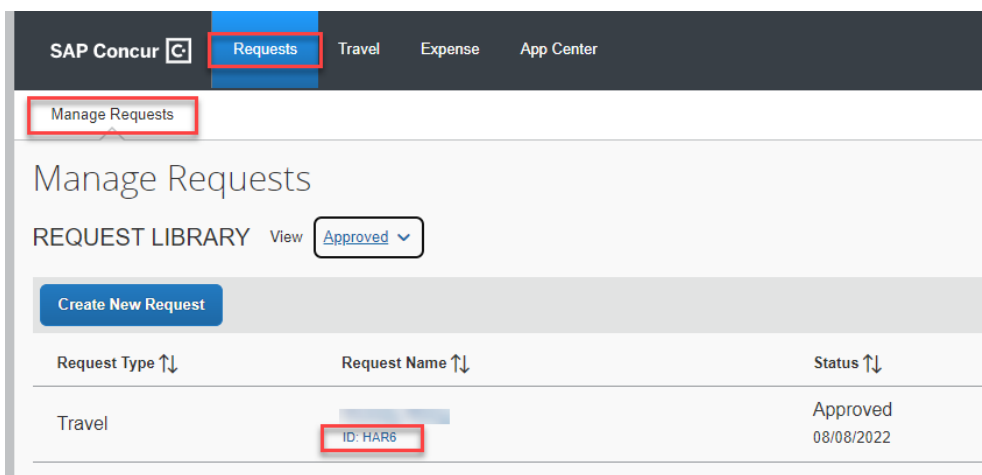 SAP Concur C Requests Travel Expense App Center
Manage Requests
Manage Requests
REQUEST LIBRARY View Approved
Create New Request
Request Type Request Name Status
Travel Approved
ID: HAR6 08/08/2022